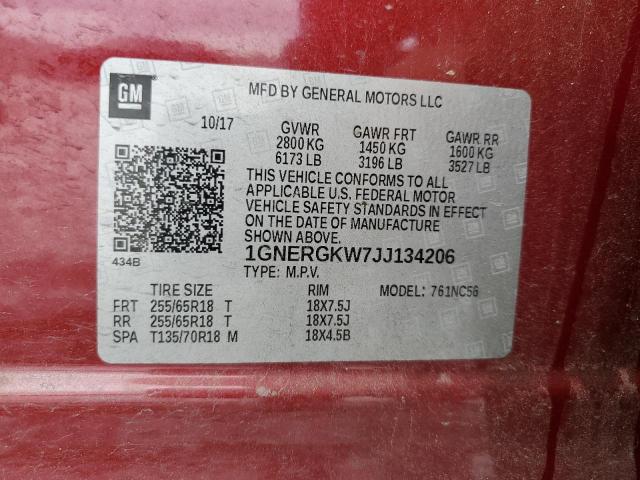 GM
MFD BY GENERAL MOTORS LLC
10/17 GVWR GAWR FRT GAWR RR
2800 KG 1450 KG 1600 KG
6173 LB 3196 LB 3527 LB
THIS VEHICLE CONFORMS TO ALL
APPLICABLE U.S. FEDERAL MOTOR
VEHICLE SAFETY STANDARDS IN EFFECT
ON THE DATE OF MANUFACTURE
SHOWN ABOVE.
434B
1GNERGKW7JJ134206
TYPE: M.P.V.
TIRE SIZE RIM MODEL: 761NC56
FRT 255/65R18 T 18X7.5J
RR 255/65R18 T 18X7.5J
SPA T135/70R18 M 18X4.5B